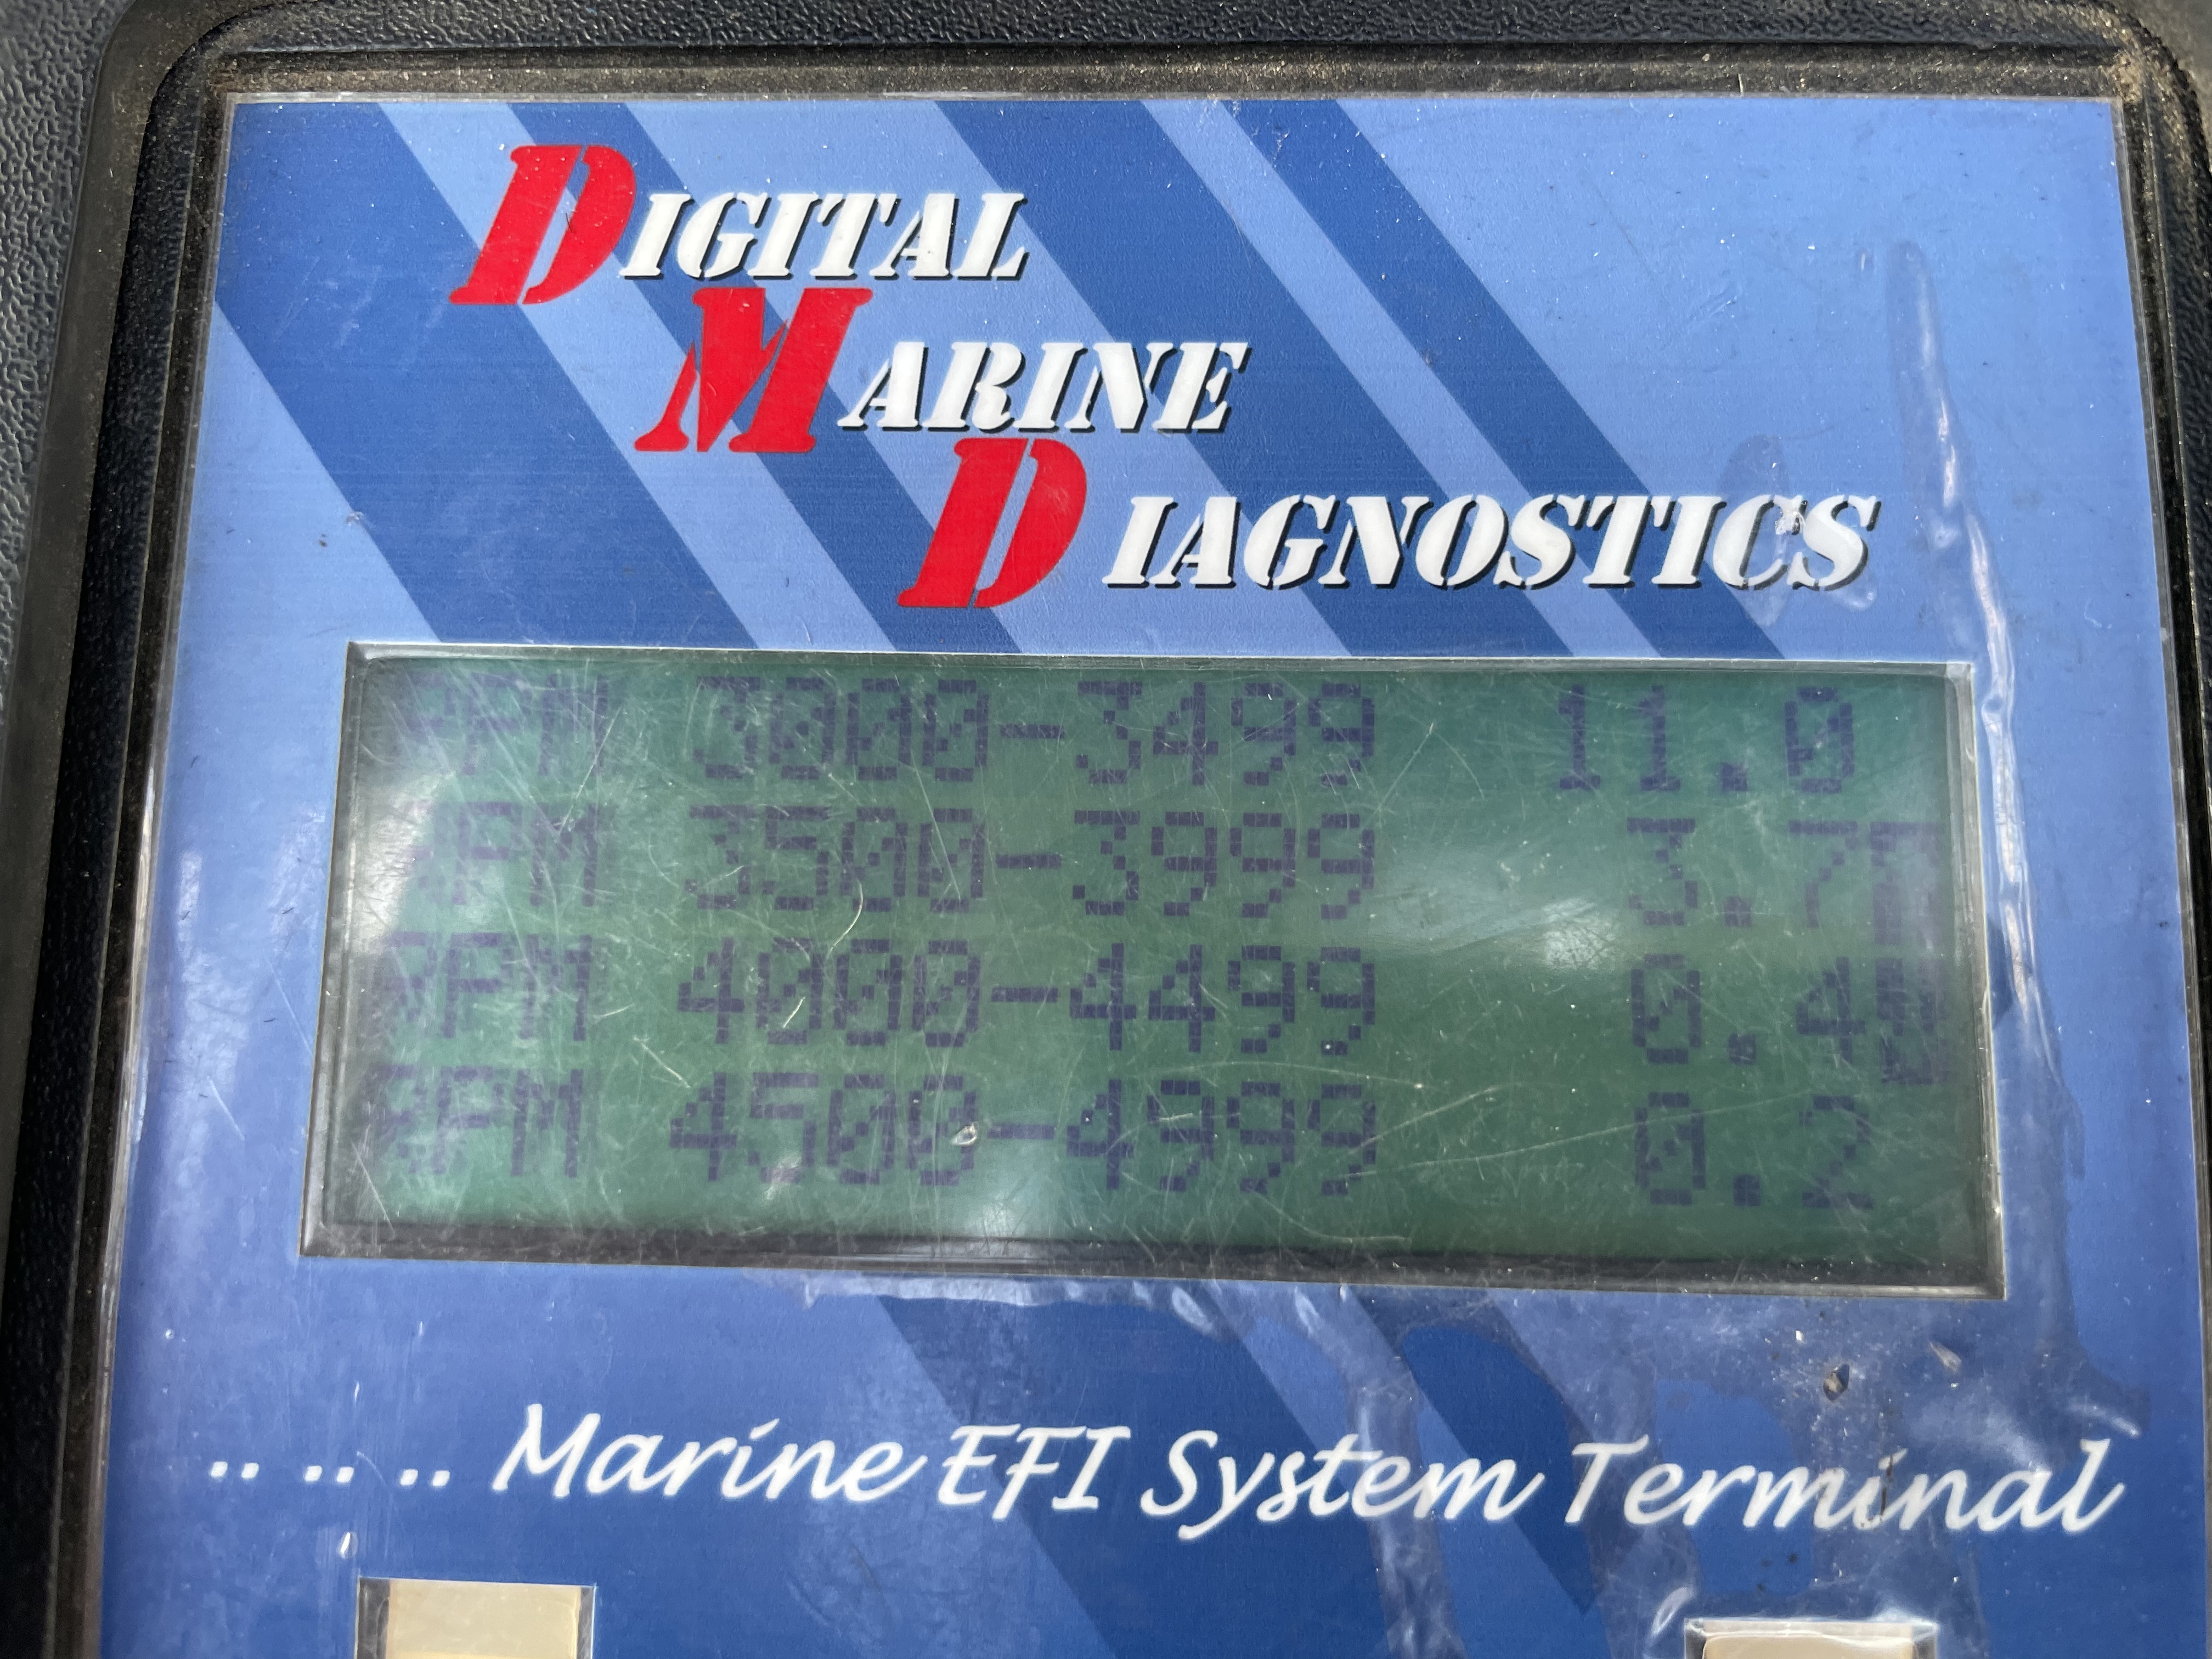 DIGITAL
MARINE
DIAGNOSTICS
RPM 3000-3499 11.0
RPM 3500-3999 3.7
RPM 4000-4499 0.4
RPM 4500-4999 0.2
.. .. .. Marine EFI System Terminal